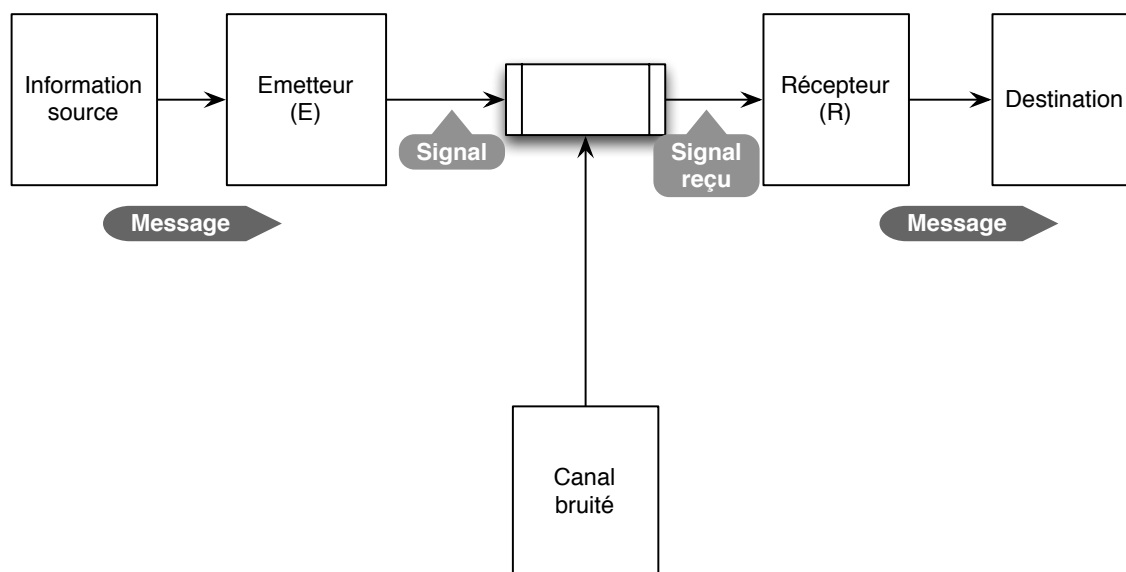 Information
source
Emetteur
(E)
Signal
Signal
reçu
Récepteur
(R)
Destination
Message
Message
Canal
bruité